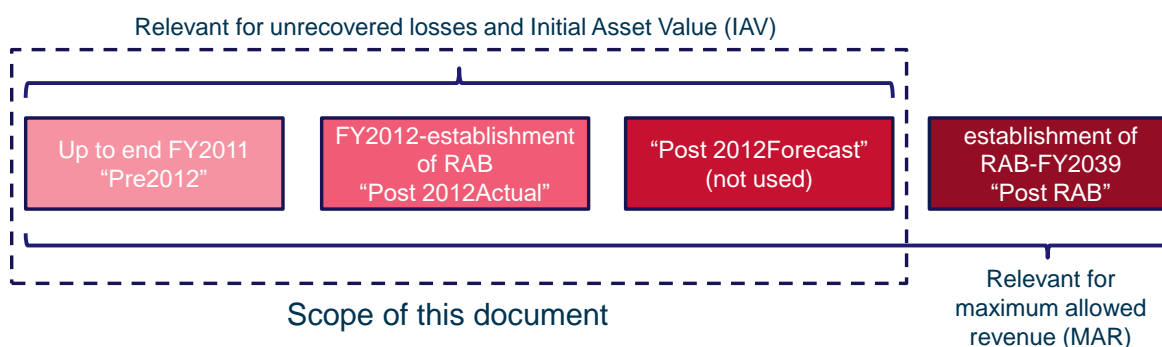 Relevant for unrecovered losses and Initial Asset Value (IAV)
Up to end FY2011
“Pre2012”
FY2012-establishment
of RAB
“Post 2012Actual”
“Post 2012Forecast”
(not used)
establishment of
RAB-FY2039
“Post RAB”
Scope of this document
Relevant for
maximum allowed
revenue (MAR)